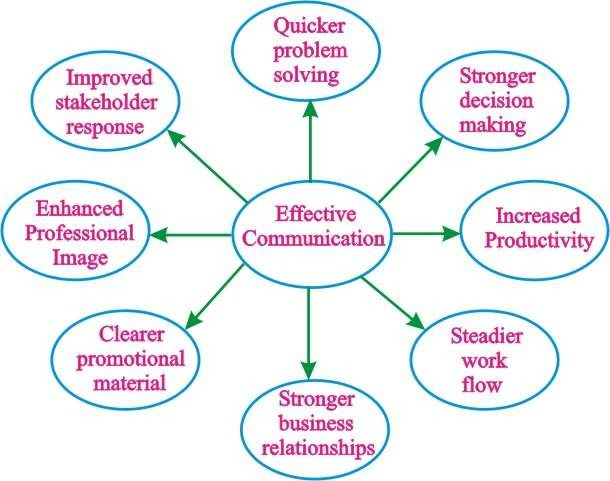 Quicker
problem
solving
Improved
stakeholder
response
Stronger
decision
making
Enhanced
Professional
Image
Effective
Communication
Increased
Productivity
Clearer
promotional
material
Steadier
work
flow
Stronger
business
relationships